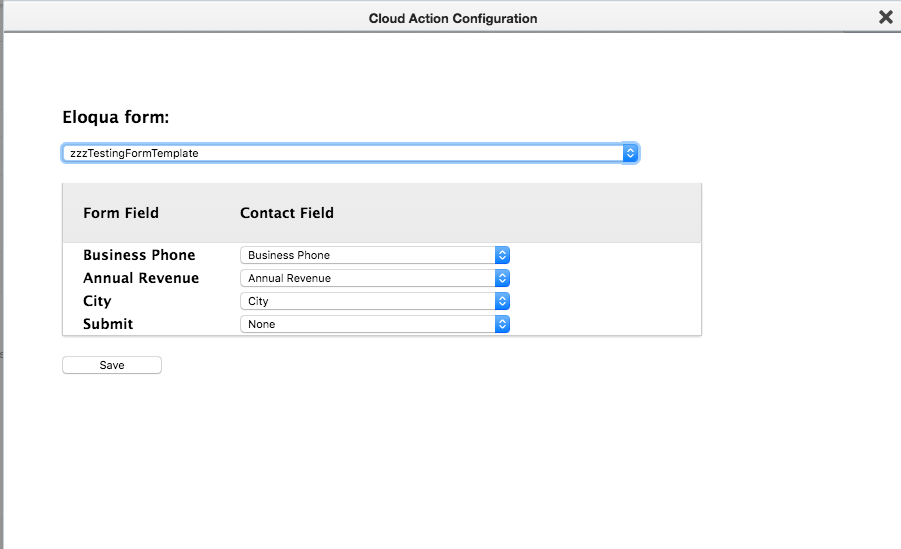 Cloud Action Configuration
Eloqua form:
zzzTestingFormTemplate
Form Field Contact Field
Business Phone Business Phone
Annual Revenue Annual Revenue
City City
Submit None
Save